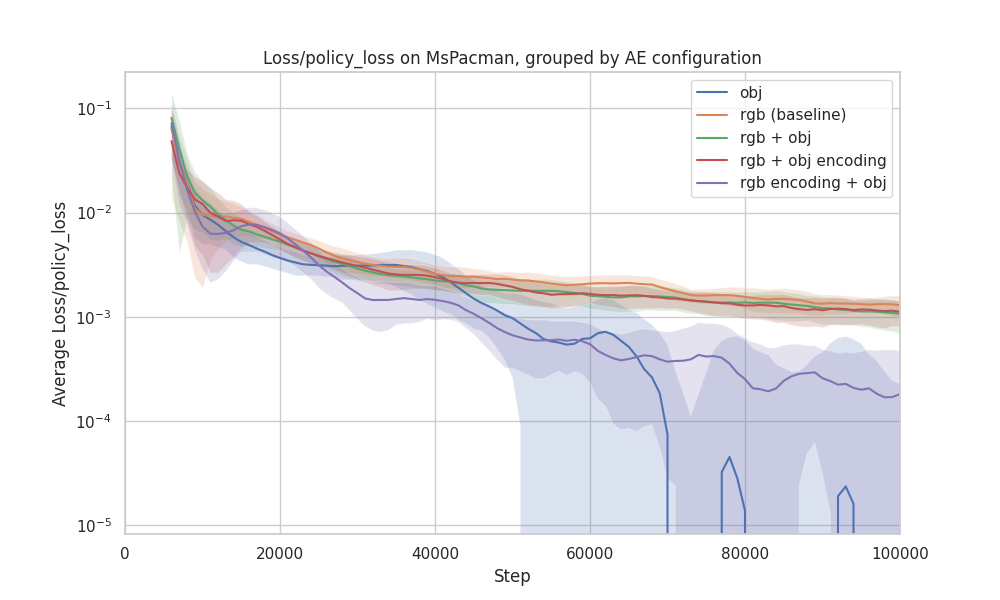 Loss/policy_loss on MsPacman, grouped by AE configuration
obj
rgb (baseline)
rgb + obj
rgb + obj encoding
rgb encoding + obj
Average Loss/policy_loss
10⁻¹
10⁻²
10⁻³
10⁻⁴
10⁻⁵
0 20000 40000 60000 80000 100000
Step